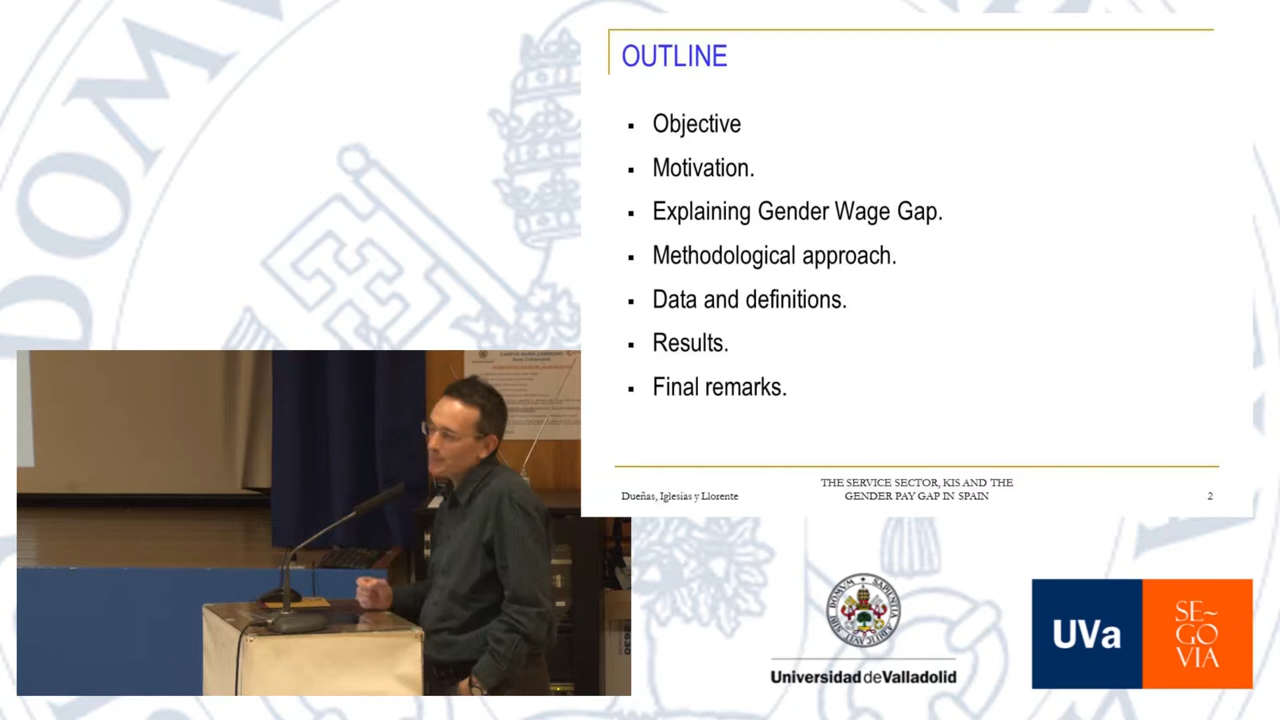 OUTLINE
Objective
Motivation.
Explaining Gender Wage Gap.
Methodological approach.
Data and definitions.
Results.
Final remarks.
Dueñas, Iglesias y Llorente
THE SERVICE SECTOR, KIS AND THE
GENDER PAY GAP IN SPAIN
2
Universidad de Valladolid
UVa
SE~
GO
VIA